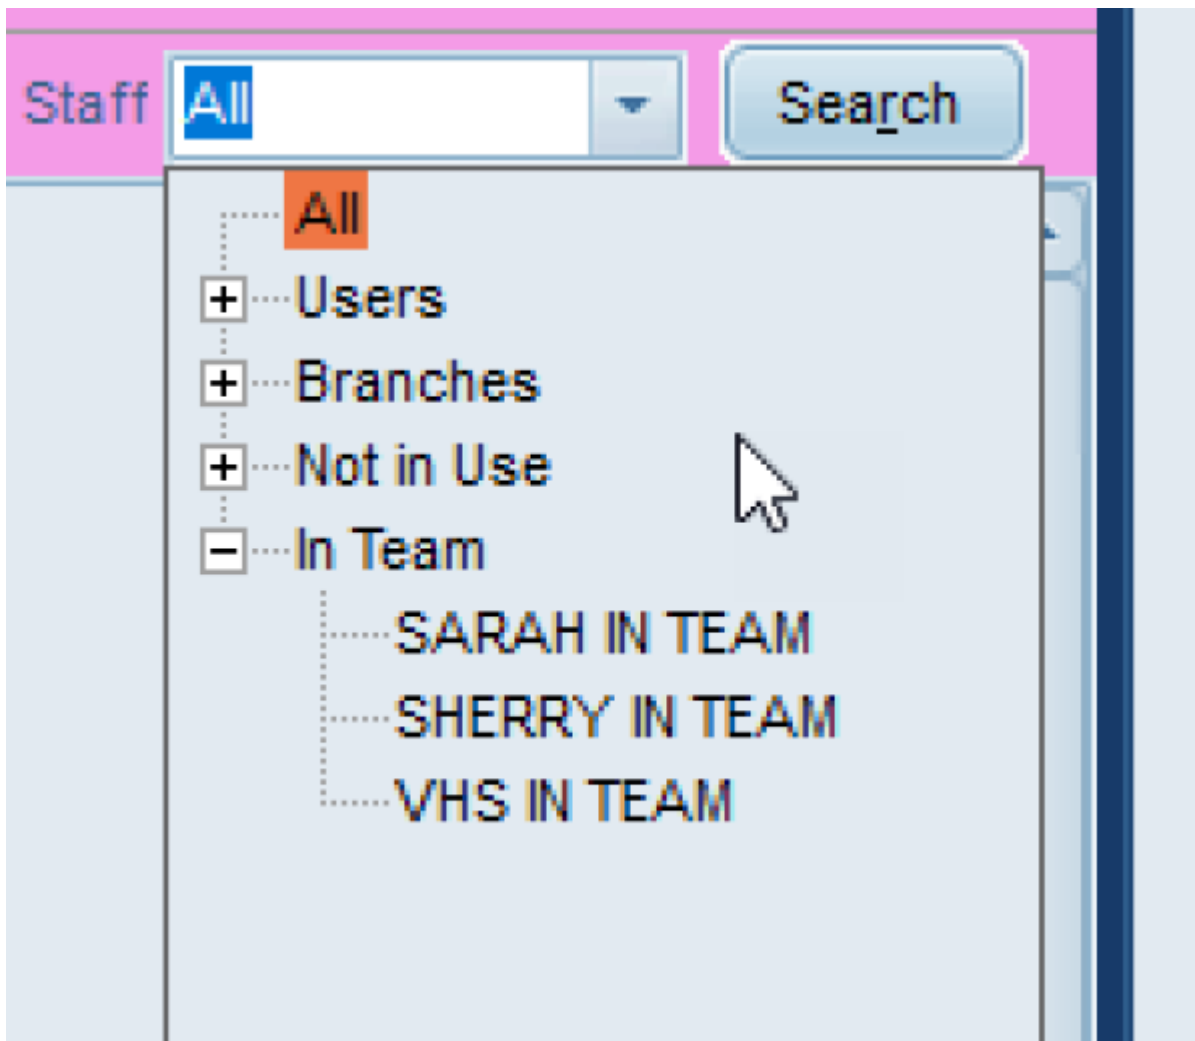 Staff All Search
All
Users
Branches
Not in Use
In Team
SARAH IN TEAM
SHERRY IN TEAM
VHS IN TEAM